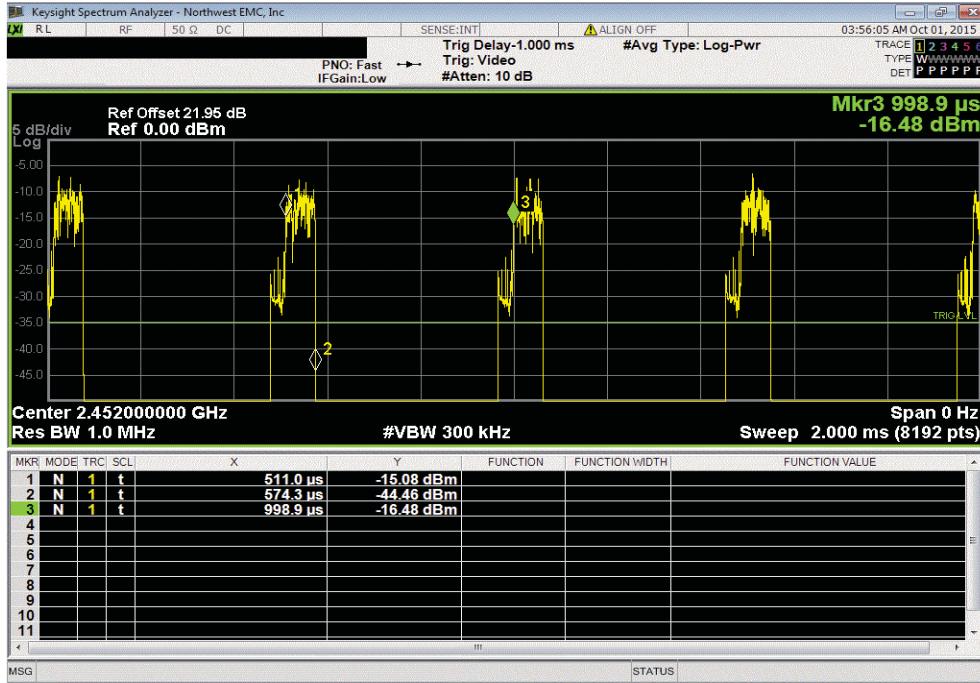 Keysight Spectrum Analyzer - Northwest EMC, Inc
LXI RL RF 50 Ω DC SENSE:INT ALIGN OFF 03:56:05 AM Oct 01, 2015
Trig Delay-1.000 ms #Avg Type: Log-Pwr TRACE 1 2 3 4 5 6
PNO: Fast Trig: Video TYPE WWWWWW
IFGain:Low #Atten: 10 dB DET P P P P P P
Mkr3 998.9 µs
Ref Offset 21.95 dB
5 dB/div Ref 0.00 dBm -16.48 dBm
Log
-5.00
-10.0
-15.0
-20.0
-25.0
-30.0
-35.0
-40.0
-45.0
1
3
TRIG LVL
2
Center 2.452000000 GHz Span 0 Hz
Res BW 1.0 MHz #VBW 300 kHz Sweep 2.000 ms (8192 pts)
MKR MODE TRC SCL X Y FUNCTION FUNCTION WIDTH FUNCTION VALUE
1 N 1 t 511.0 µs -15.08 dBm
2 N 1 t 574.3 µs -44.46 dBm
3 N 1 t 998.9 µs -16.48 dBm
4
5
6
7
8
9
10
11
MSG STATUS